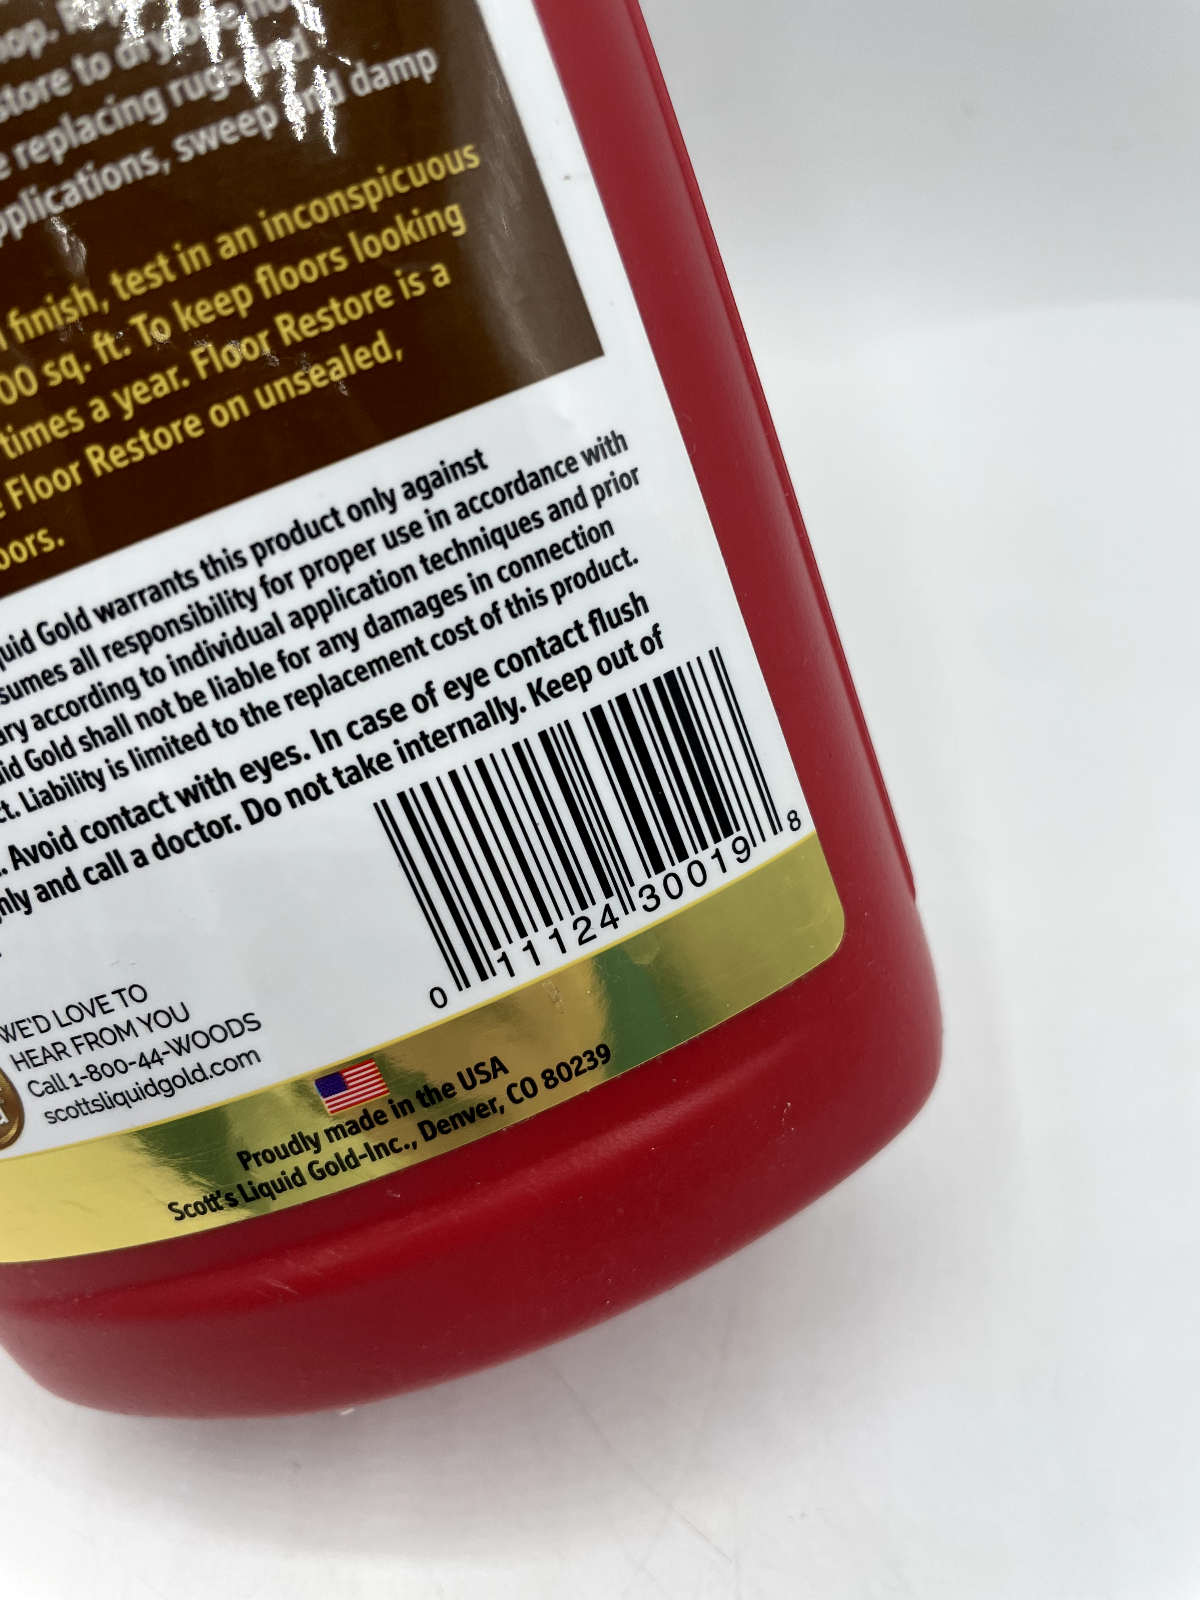 store to dry
replacing rugs and
applications, sweep and damp
finish, test in an inconspicuous
00 sq. ft. To keep floors looking
times a year. Floor Restore is a
Floor Restore on unsealed,
oors.
quid Gold warrants this product only against
sumes all responsibility for proper use in accordance with
ary according to individual application techniques and prior
uid Gold shall not be liable for any damages in connection
ct. Liability is limited to the replacement cost of this product.
. Avoid contact with eyes. In case of eye contact flush
hly and call a doctor. Do not take internally. Keep out of
0 11124 30019 8
WE'D LOVE TO
HEAR FROM YOU
Call 1-800-44-WOODS
scottsliquidgold.com
Proudly made in the USA
Scott's Liquid Gold-Inc., Denver, CO 80239